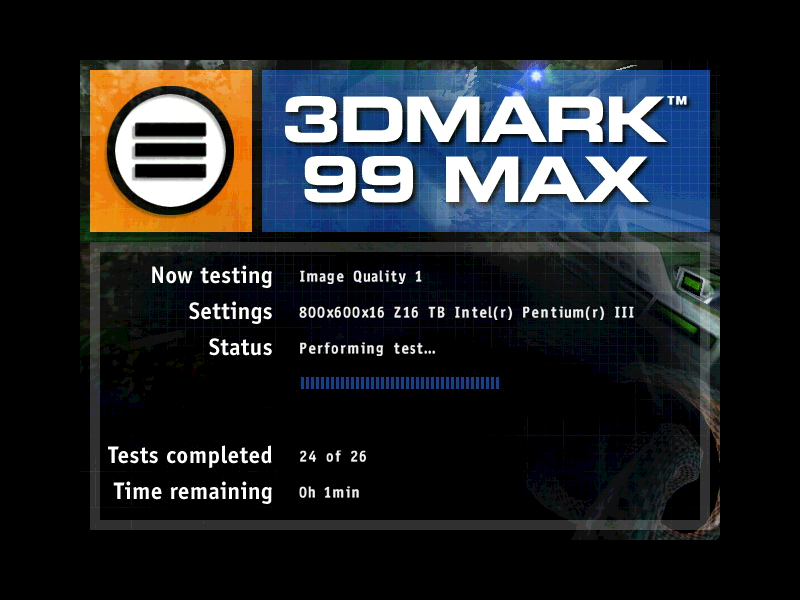 3DMARK™
99 MAX
Now testing Image Quality 1
Settings 800x600x16 Z16 TB Intel(r) Pentium(r) III
Status Performing test...
Tests completed 24 of 26
Time remaining 0h 1min